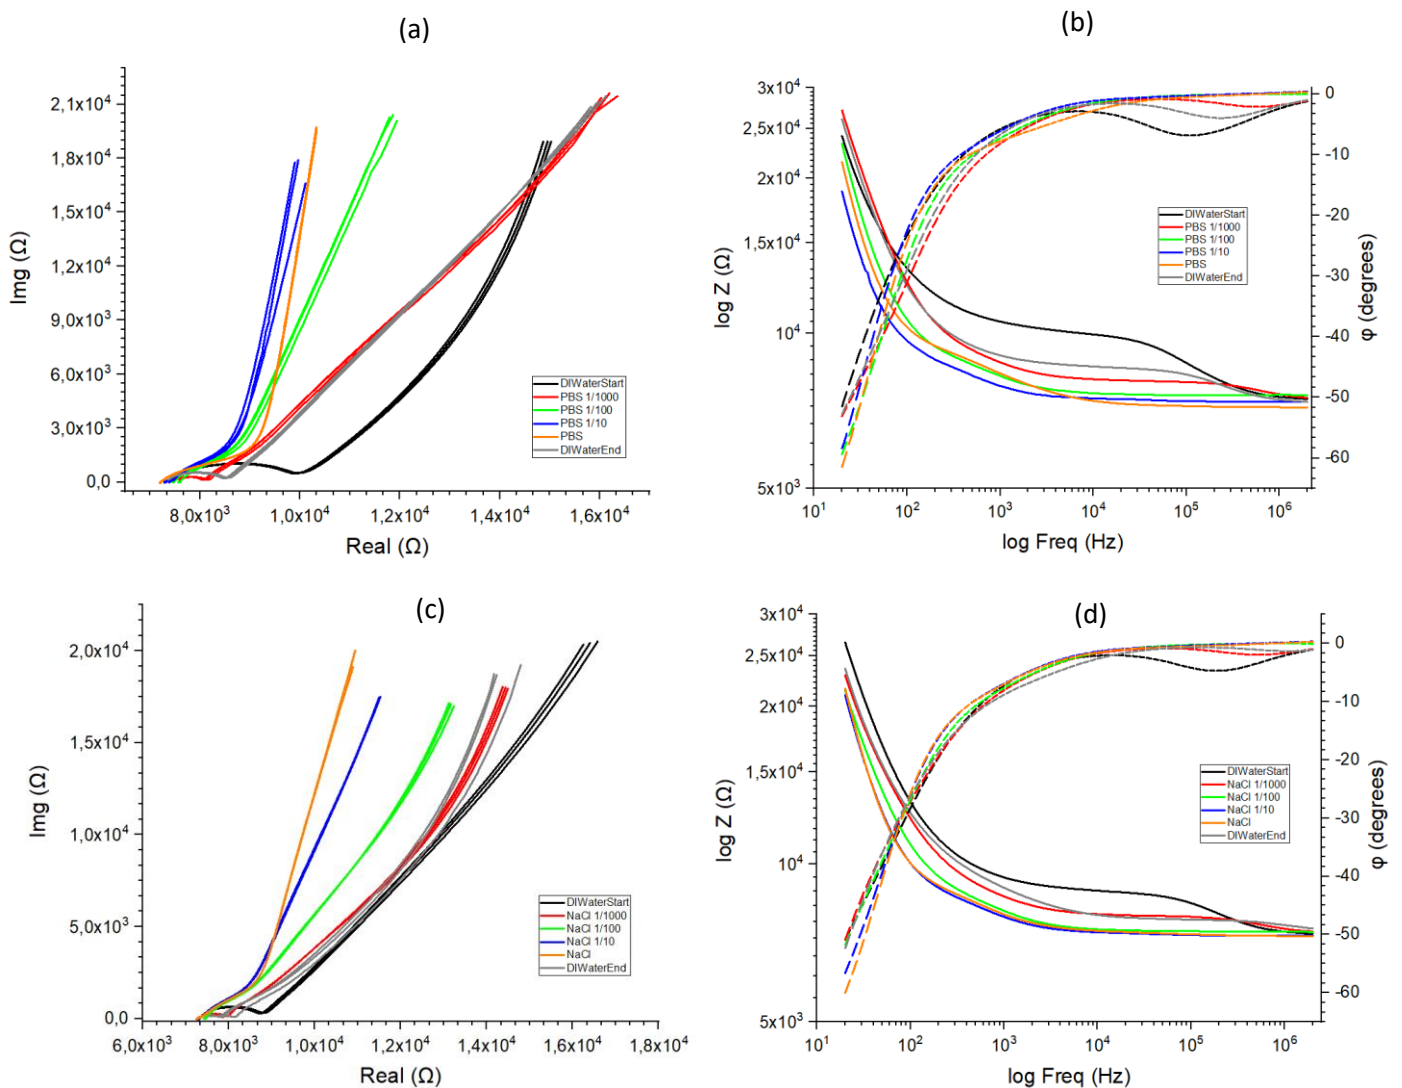 (a)
2,1x10⁴
1,8x10⁴
1,5x10⁴
1,2x10⁴
9,0x10³
6,0x10³
3,0x10³
0,0
Img (Ω)
8,0x10³ 1,0x10⁴ 1,2x10⁴ 1,4x10⁴ 1,6x10⁴
Real (Ω)
DIWaterStart
PBS 1/1000
PBS 1/100
PBS 1/10
PBS
DIWaterEnd
(b)
3x10⁴
2.5x10⁴
2x10⁴
1.5x10⁴
10⁴
5x10³
log Z (Ω)
10¹ 10² 10³ 10⁴ 10⁵ 10⁶
log Freq (Hz)
0
-10
-20
-30
-40
-50
-60
φ (degrees)
DIWaterStart
PBS 1/1000
PBS 1/100
PBS 1/10
PBS
DIWaterEnd
(c)
2,0x10⁴
1,5x10⁴
1,0x10⁴
5,0x10³
0,0
Img (Ω)
6,0x10³ 8,0x10³ 1,0x10⁴ 1,2x10⁴ 1,4x10⁴ 1,6x10⁴ 1,8x10⁴
Real (Ω)
DIWaterStart
NaCl 1/1000
NaCl 1/100
NaCl 1/10
NaCl
DIWaterEnd
(d)
3x10⁴
2.5x10⁴
2x10⁴
1.5x10⁴
10⁴
5x10³
log Z (Ω)
10¹ 10² 10³ 10⁴ 10⁵ 10⁶
log Freq (Hz)
0
-10
-20
-30
-40
-50
-60
φ (degrees)
DIWaterStart
NaCl 1/1000
NaCl 1/100
NaCl 1/10
NaCl
DIWaterEnd